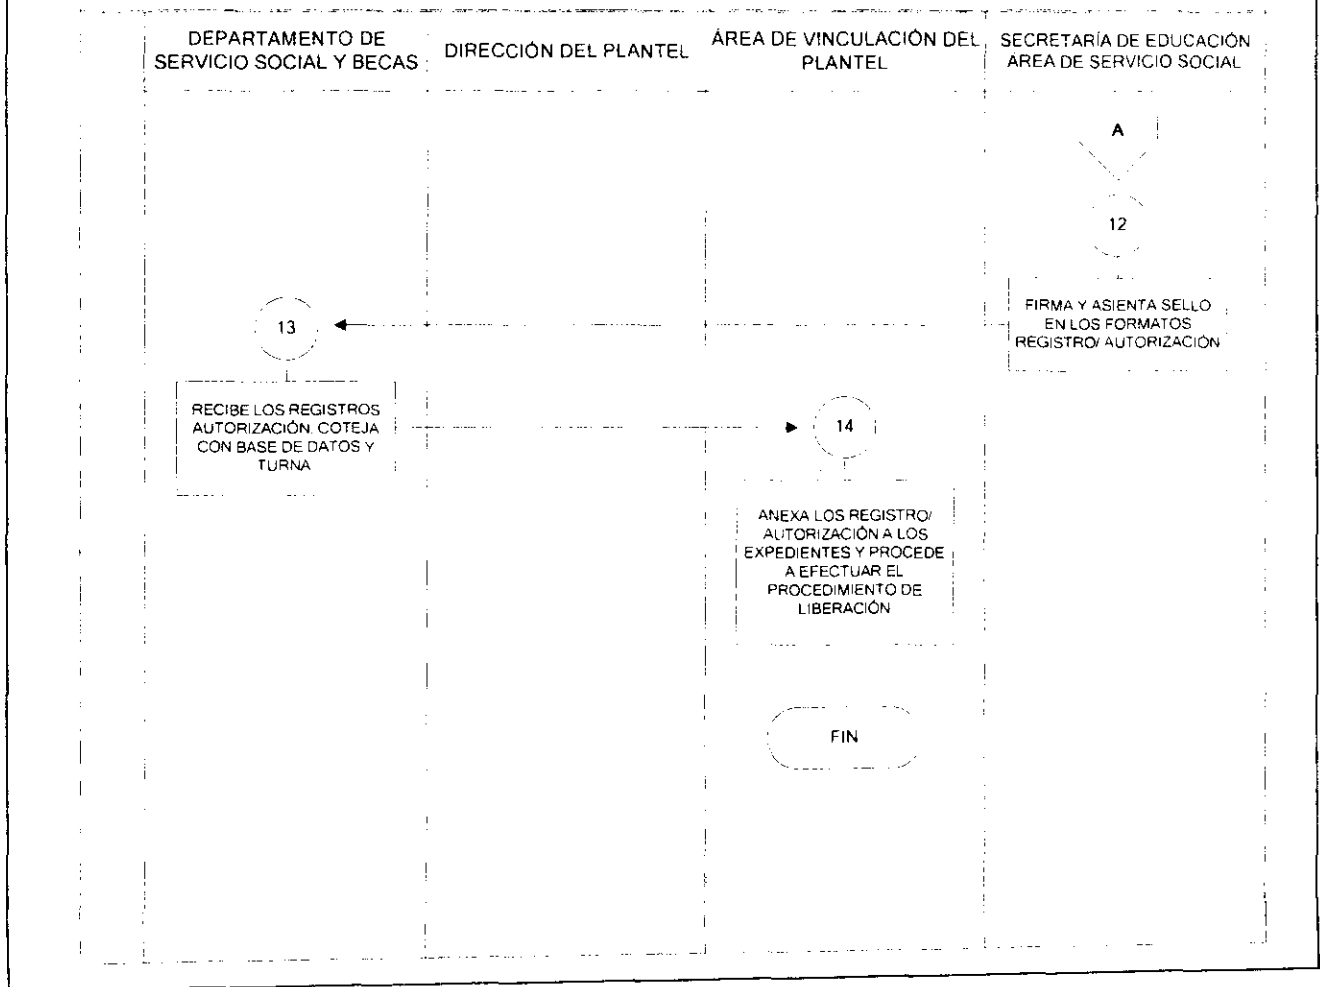 DEPARTAMENTO DE
SERVICIO SOCIAL Y BECAS
DIRECCIÓN DEL PLANTEL
ÁREA DE VINCULACIÓN DEL
PLANTEL
SECRETARÍA DE EDUCACIÓN
ÁREA DE SERVICIO SOCIAL
A
12
FIRMA Y ASIENTA SELLO
EN LOS FORMATOS
REGISTRO/ AUTORIZACIÓN
13
RECIBE LOS REGISTROS
AUTORIZACIÓN, COTEJA
CON BASE DE DATOS Y
TURNA
14
ANEXA LOS REGISTRO/
AUTORIZACIÓN A LOS
EXPEDIENTES Y PROCEDE
A EFECTUAR EL
PROCEDIMIENTO DE
LIBERACIÓN
FIN